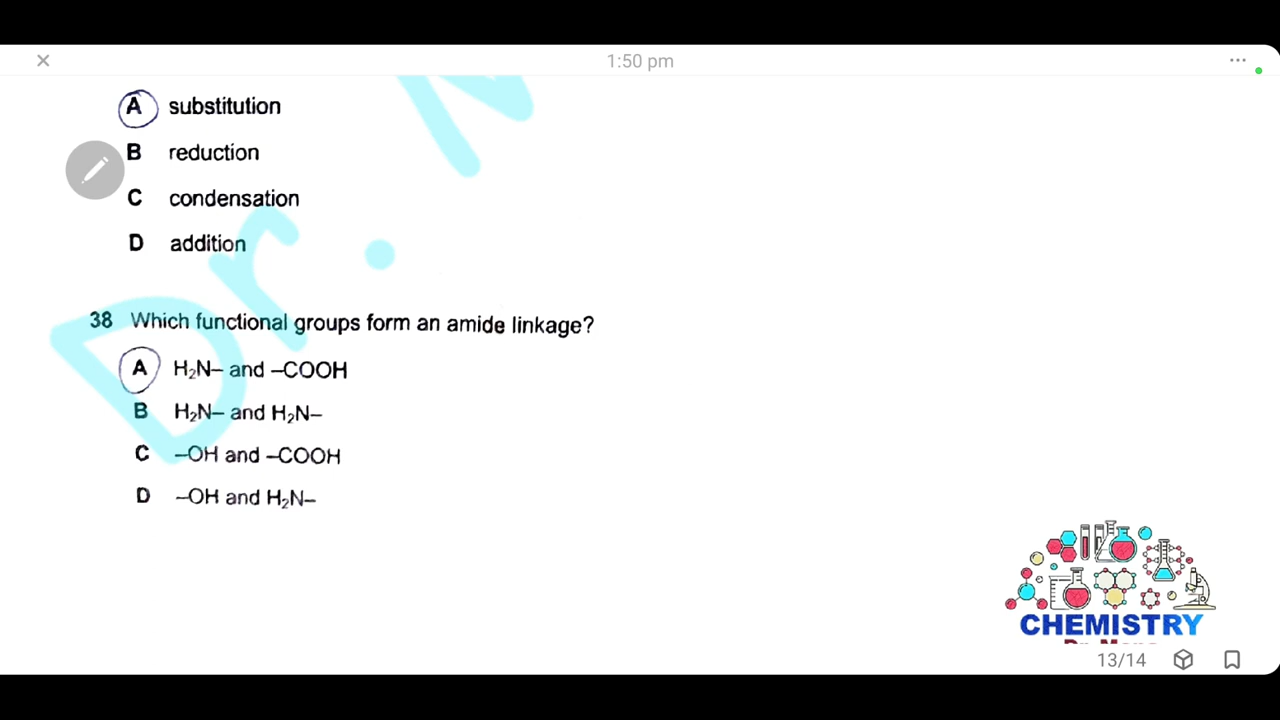 1:50 pm
A substitution
B reduction
C condensation
D addition
Dr.
38 Which functional groups form an amide linkage?
A H₂N– and –COOH
B H₂N– and H₂N–
C –OH and –COOH
D –OH and H₂N–
CHEMISTRY
13/14